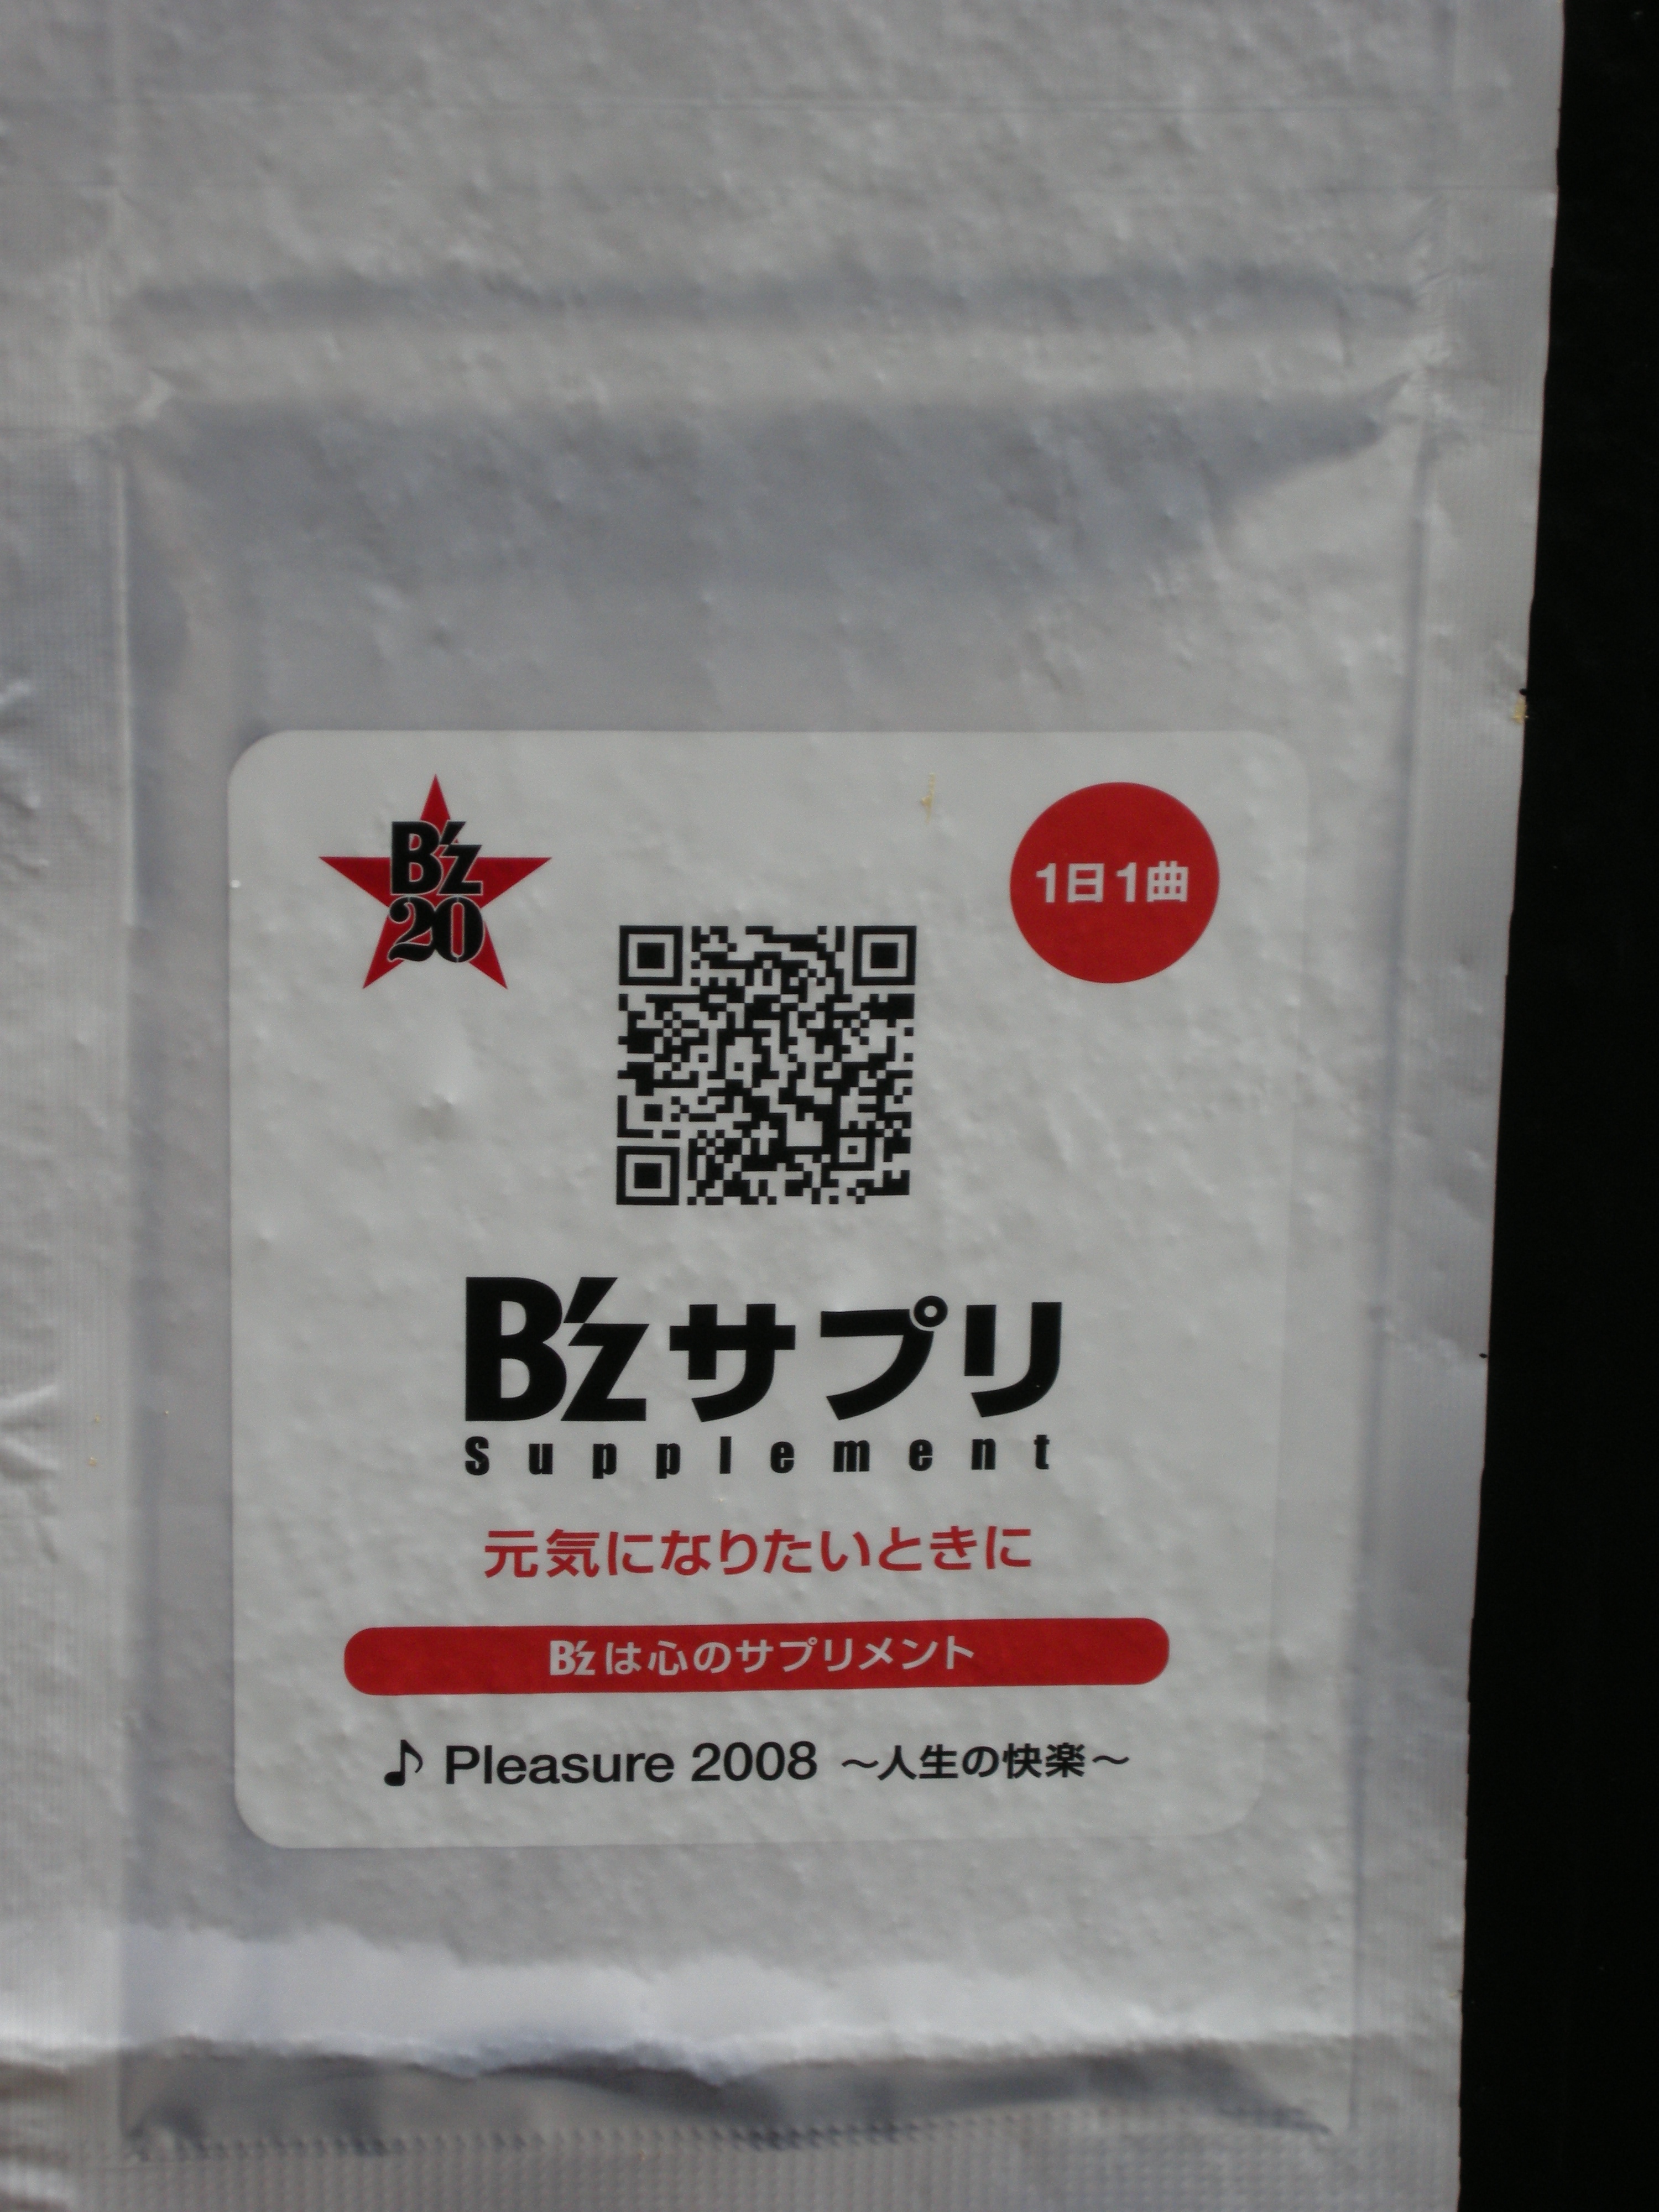 B'z
20
1日1曲
B'zサプリ
Supplement
元気になりたいときに
B'zは心のサプリメント
♪ Pleasure 2008 ～人生の快楽～